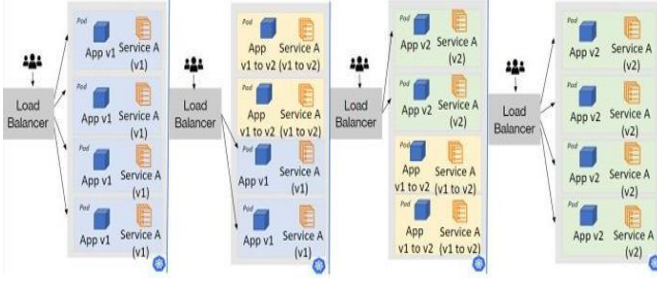 Load
Balancer
Pod
App v1
Service A
(v1)
Pod
App v1
Service A
(v1)
Pod
App v1
Service A
(v1)
Pod
App v1
Service A
(v1)
Load
Balancer
Pod
App
v1 to v2
Service A
(v1 to v2)
Pod
App
v1 to v2
Service A
(v1 to v2)
Pod
App v1
Service A
(v1)
Pod
App v1
Service A
(v1)
Load
Balancer
Pod
App v2
Service A
(v2)
Pod
App v2
Service A
(v2)
Pod
App
v1 to v2
Service A
(v1 to v2)
Pod
App
v1 to v2
Service A
(v1 to v2)
Load
Balancer
Pod
App v2
Service A
(v2)
Pod
App v2
Service A
(v2)
Pod
App v2
Service A
(v2)
Pod
App v2
Service A
(v2)